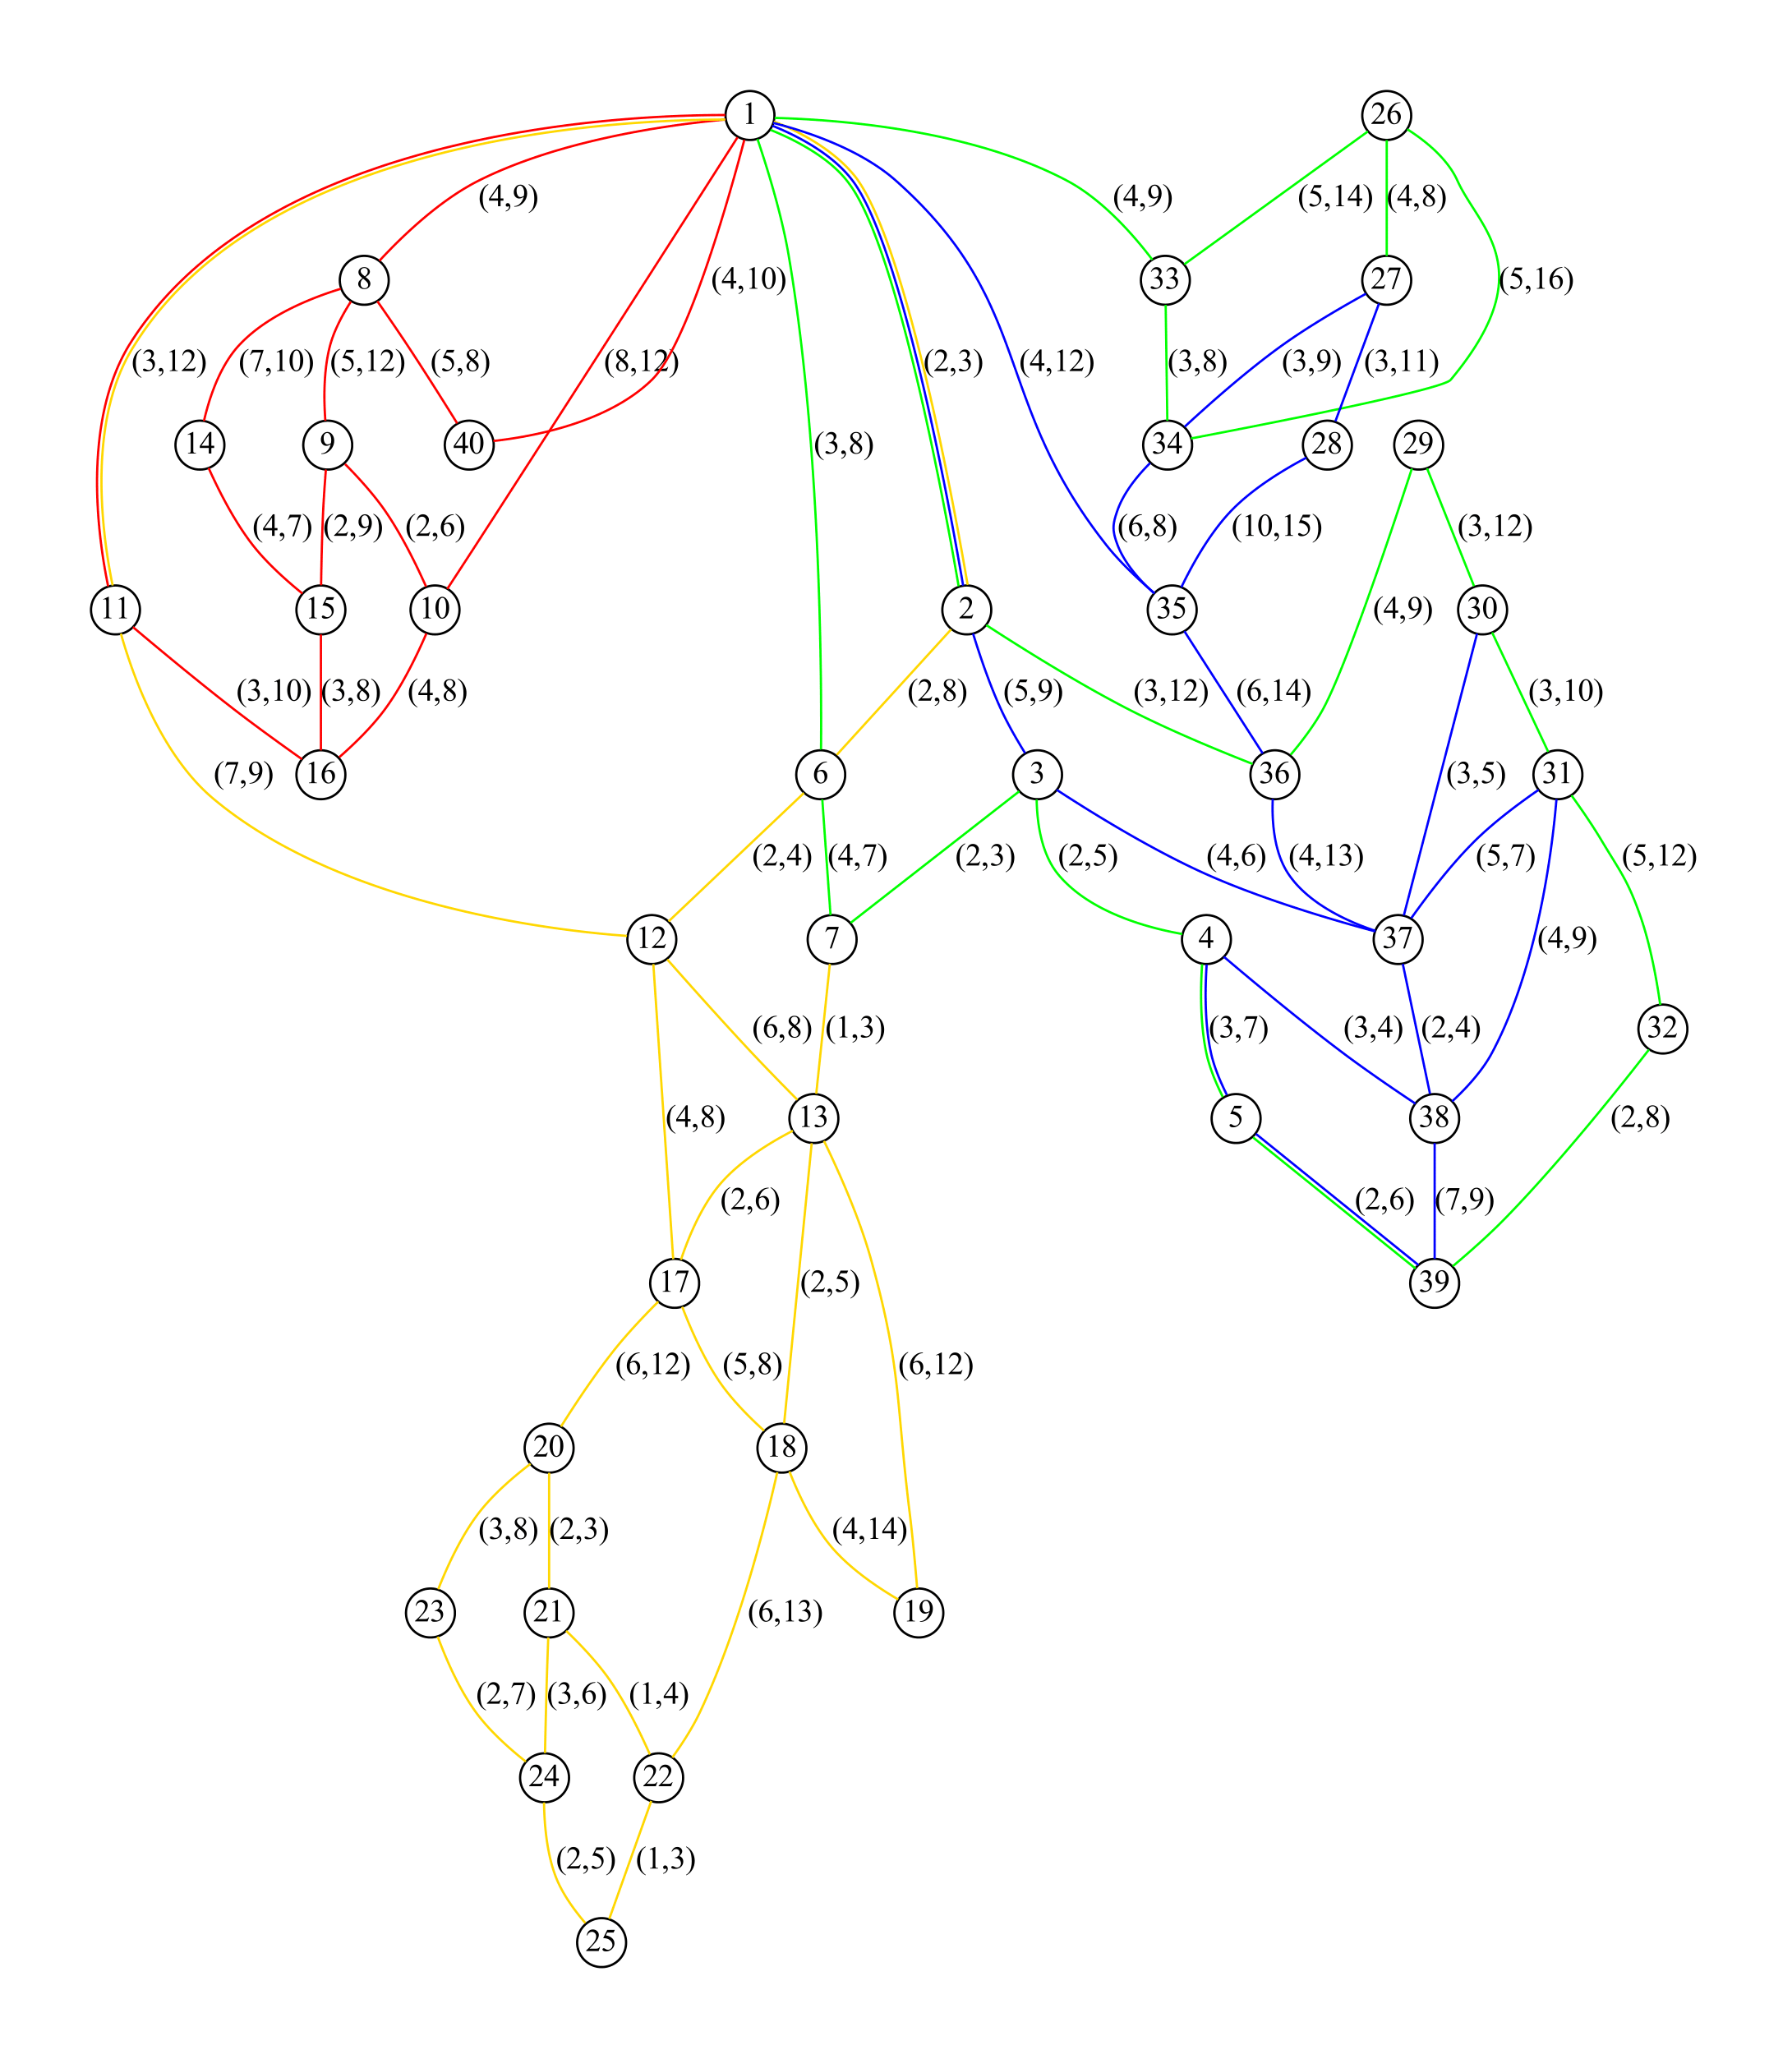 1 26
(4,9) (4,9) (5,14) (4,8)
8 (4,10) 33 27 (5,16)
(3,12) (7,10) (5,12) (5,8) (8,12) (2,3) (4,12) (3,8) (3,9) (3,11)
14 9 40 (3,8) 34 28 29
(4,7) (2,9) (2,6) (6,8) (10,15) (3,12)
11 15 10 2 35 (4,9) 30
(3,10) (3,8) (4,8) (2,8) (5,9) (3,12) (6,14) (3,10)
(7,9) 16 6 3 36 (3,5) 31
(2,4) (4,7) (2,3) (2,5) (4,6) (4,13) (5,7) (5,12)
12 7 4 37 (4,9)
(6,8) (1,3) (3,7) (3,4) (2,4) 32
(4,8) 13 5 38 (2,8)
(2,6) (2,6) (7,9)
17 (2,5) 39
(6,12) (5,8) (6,12)
20 18
(3,8) (2,3) (4,14)
23 21 (6,13) 19
(2,7) (3,6) (1,4)
24 22
(2,5) (1,3)
25